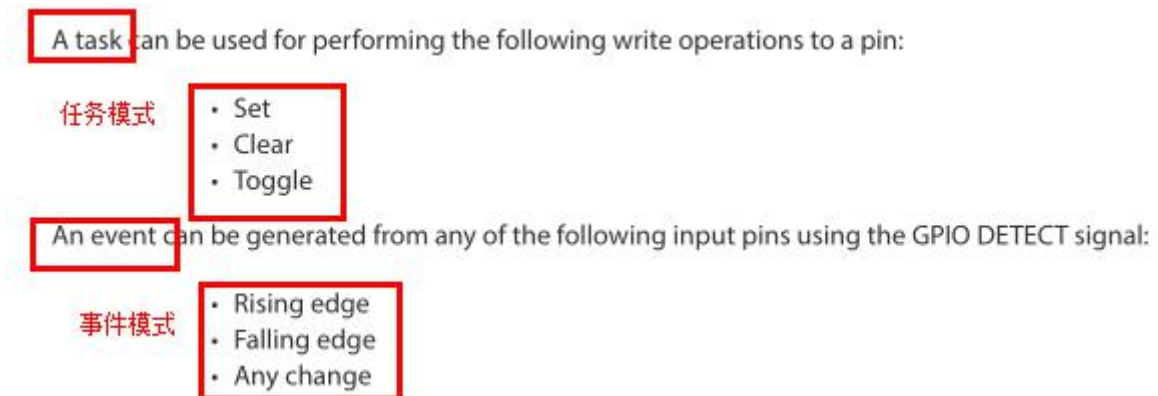 A task can be used for performing the following write operations to a pin:
任务模式
• Set
• Clear
• Toggle
An event can be generated from any of the following input pins using the GPIO DETECT signal:
事件模式
• Rising edge
• Falling edge
• Any change